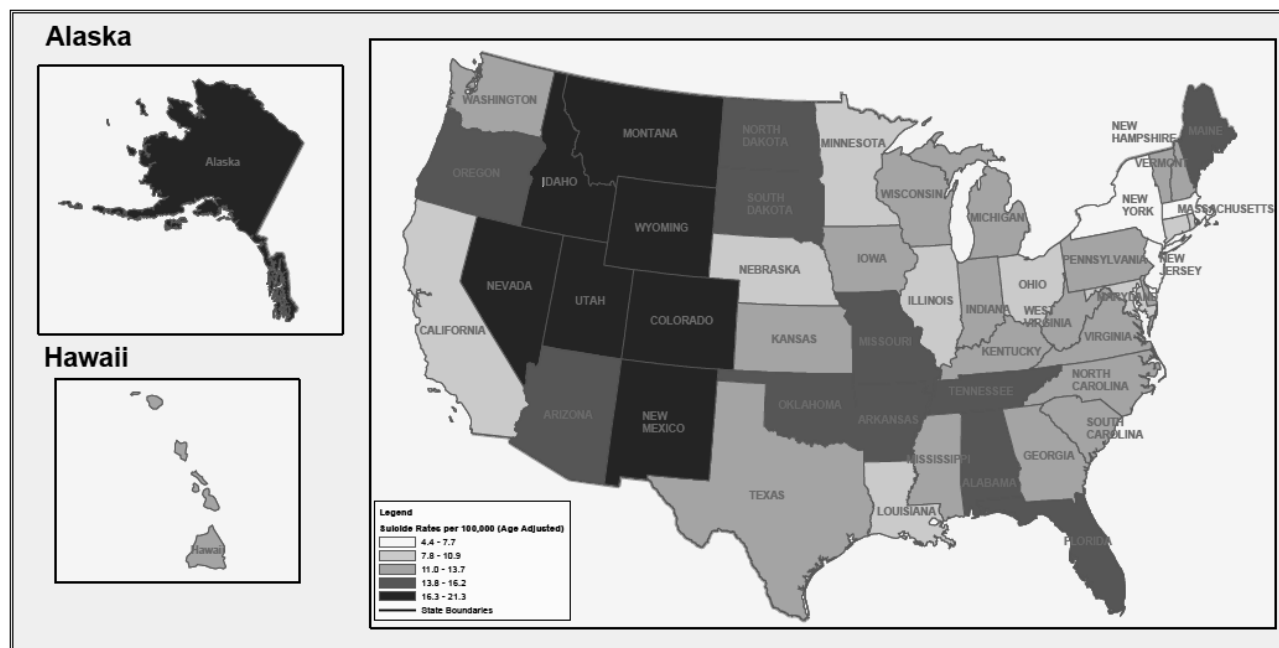 Alaska
Alaska
Hawaii
Hawaii
WASHINGTON
OREGON
CALIFORNIA
NEVADA
IDAHO
MONTANA
WYOMING
UTAH
COLORADO
ARIZONA
NEW
MEXICO
NORTH
DAKOTA
SOUTH
DAKOTA
NEBRASKA
KANSAS
OKLAHOMA
TEXAS
MINNESOTA
IOWA
MISSOURI
ARKANSAS
LOUISIANA
WISCONSIN
ILLINOIS
MICHIGAN
INDIANA
OHIO
KENTUCKY
TENNESSEE
MISSISSIPPI
ALABAMA
GEORGIA
FLORIDA
SOUTH
CAROLINA
NORTH
CAROLINA
VIRGINIA
WEST
VIRGINIA
MARYLAND
PENNSYLVANIA
NEW
JERSEY
NEW
YORK
MASSACHUSETTS
VERMONT
NEW
HAMPSHIRE
MAINE
Legend
Suicide Rates per 100,000 (Age Adjusted)
4.4 - 7.7
7.8 - 10.9
11.0 - 13.7
13.8 - 16.2
16.3 - 21.3
State Boundaries